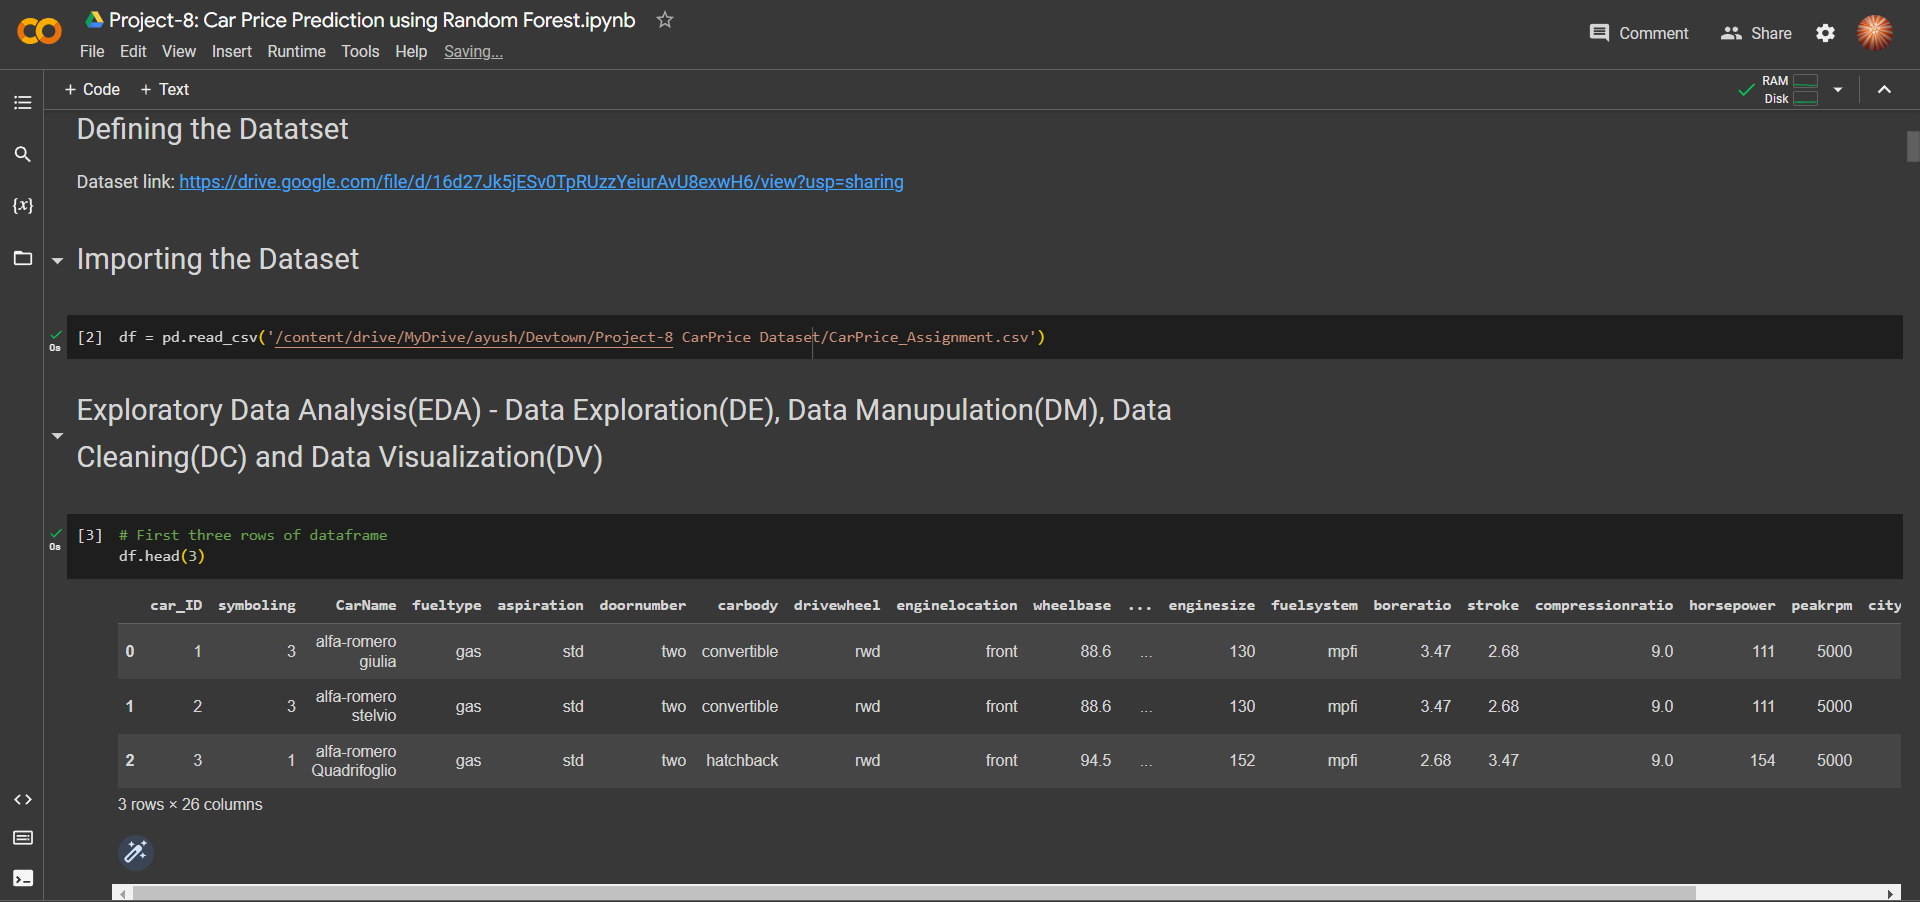 Project-8: Car Price Prediction using Random Forest.ipynb
File Edit View Insert Runtime Tools Help Saving...
Comment Share
+ Code + Text
RAM
Disk
Defining the Datatset
Dataset link: https://drive.google.com/file/d/16d27Jk5jESv0TpRUzzYeiurAvU8exwH6/view?usp=sharing
Importing the Dataset
0s
[2] df = pd.read_csv('/content/drive/MyDrive/ayush/Devtown/Project-8 CarPrice Dataset/CarPrice_Assignment.csv')
Exploratory Data Analysis(EDA) - Data Exploration(DE), Data Manupulation(DM), Data
Cleaning(DC) and Data Visualization(DV)
0s
[3] # First three rows of dataframe
df.head(3)
car_ID symboling CarName fueltype aspiration doornumber carbody drivewheel enginelocation wheelbase ... enginesize fuelsystem boreratio stroke compressionratio horsepower peakrpm city
0 1 3 alfa-romero giulia gas std two convertible rwd front 88.6 ... 130 mpfi 3.47 2.68 9.0 111 5000
1 2 3 alfa-romero stelvio gas std two convertible rwd front 88.6 ... 130 mpfi 3.47 2.68 9.0 111 5000
2 3 1 alfa-romero Quadrifoglio gas std two hatchback rwd front 94.5 ... 152 mpfi 2.68 3.47 9.0 154 5000
3 rows × 26 columns